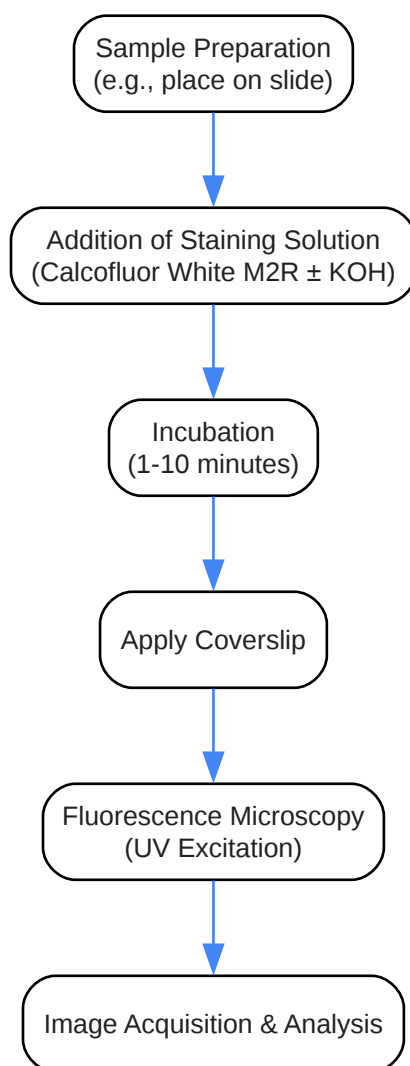 Sample Preparation
(e.g., place on slide)
Addition of Staining Solution
(Calcofluor White M2R ± KOH)
Incubation
(1-10 minutes)
Apply Coverslip
Fluorescence Microscopy
(UV Excitation)
Image Acquisition & Analysis